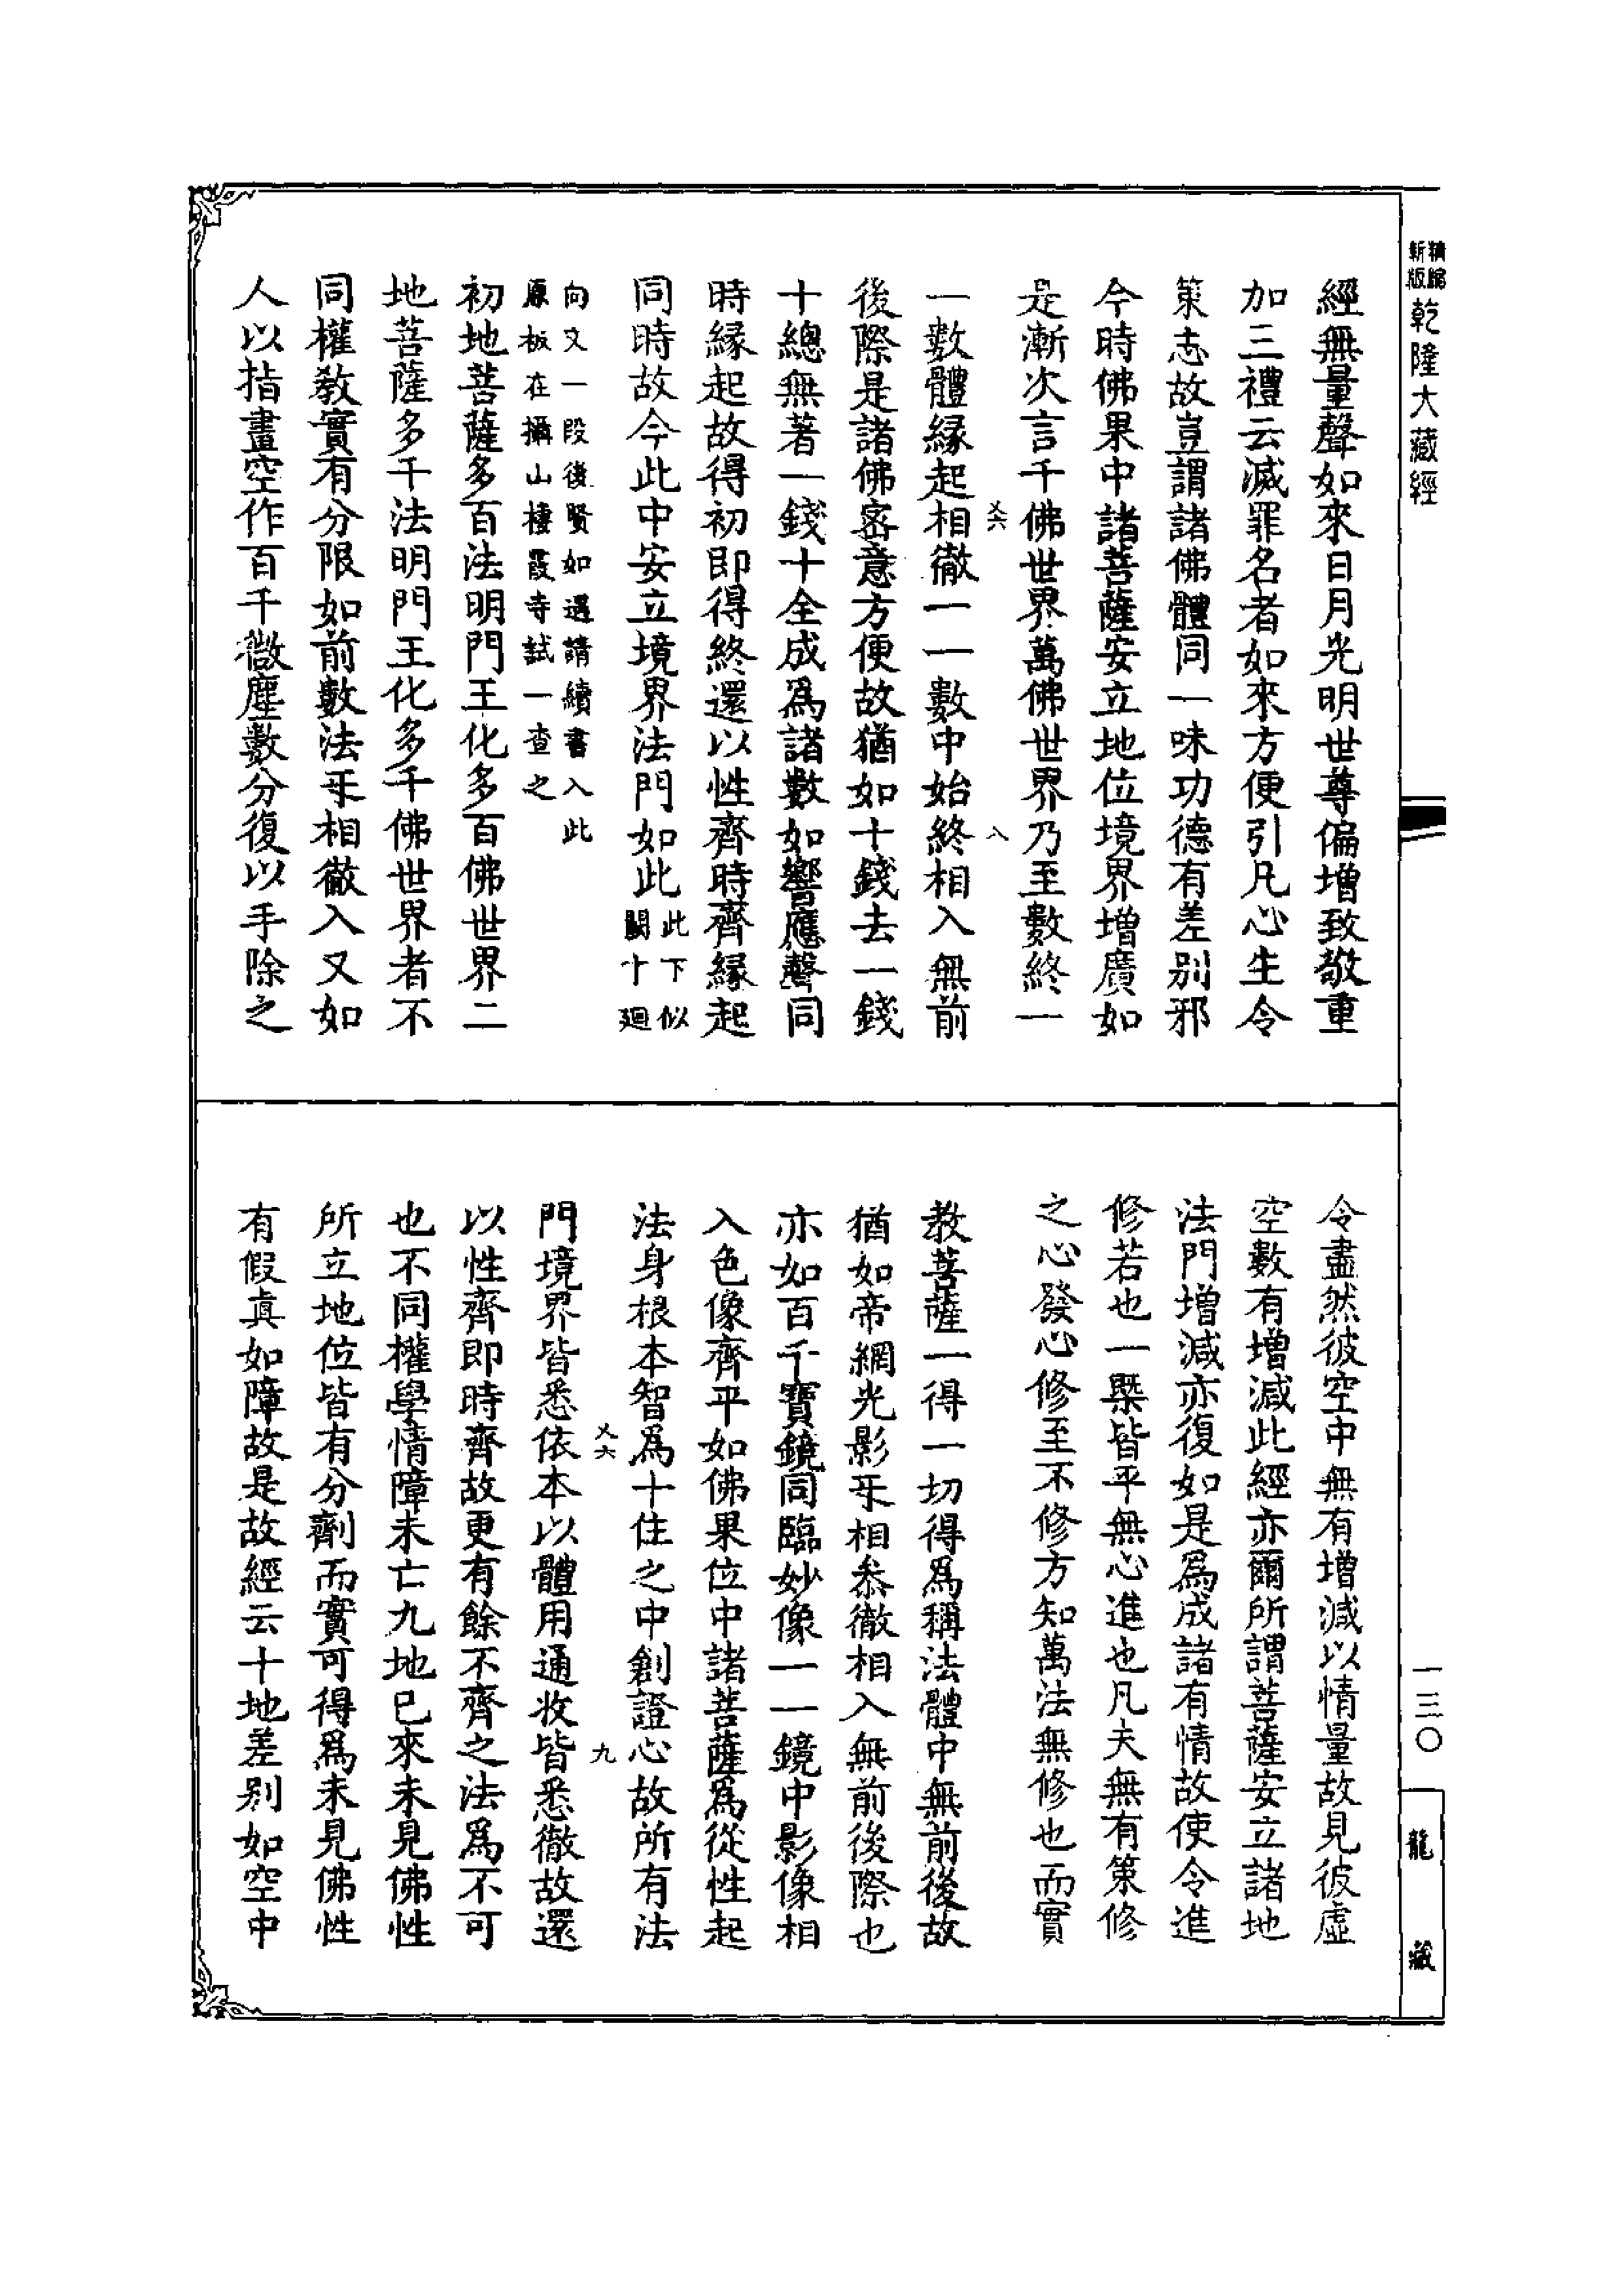 精縮新版
乾隆大藏經
經無量聲如來日月光明世尊偏增致敬重
加三禮云滅罪名者如來方便引凡心生令
策志故豈謂諸佛體同一味功德有差別邪
今時佛果中諸菩薩安立地位境界增廣如
是漸次言千佛世界萬佛世界乃至數終一
㸚六
八
一數體緣起相徹一一數中始終相入無前
後際是諸佛密意方便故猶如十錢去一錢
十總無著一錢十全成爲諸數如響應聲同
時緣起故得初即得終還以性齊時齊緣起
同時故今此中安立境界法門如此此下似闕十迴
向又一段後賢如遇請續書入此
原板在攝山棲霞寺試一查之
初地菩薩多百法明門王化多百佛世界二
地菩薩多千法明門王化多千佛世界者不
同權教實有分限如前數法㸦相徹入又如
人以指畫空作百千微塵數分復以手除之
令盡然彼空中無有增減以情量故見彼虛
空數有增減此經亦爾所謂菩薩安立諸地
法門增減亦復如是爲成諸有情故使令進
修若也一槩皆平無心進也凡夫無有策修
之心發心修至不修方知萬法無修也而實
教菩薩一得一切得爲稱法體中無前後故
猶如帝網光影㸦相叅徹相入無前後際也
亦如百千寶鏡同臨妙像一一鏡中影像相
入色像齊平如佛果位中諸菩薩爲從性起
法身根本智爲十住之中創證心故所有法
㸚六
九
門境界皆悉依本以體用通收皆悉徹故還
以性齊即時齊故更有餘不齊之法爲不可
也不同權學情障未亡九地已來未見佛性
所立地位皆有分劑而實可得爲未見佛性
有假真如障故是故經云十地差别如空中
一三〇
龍藏